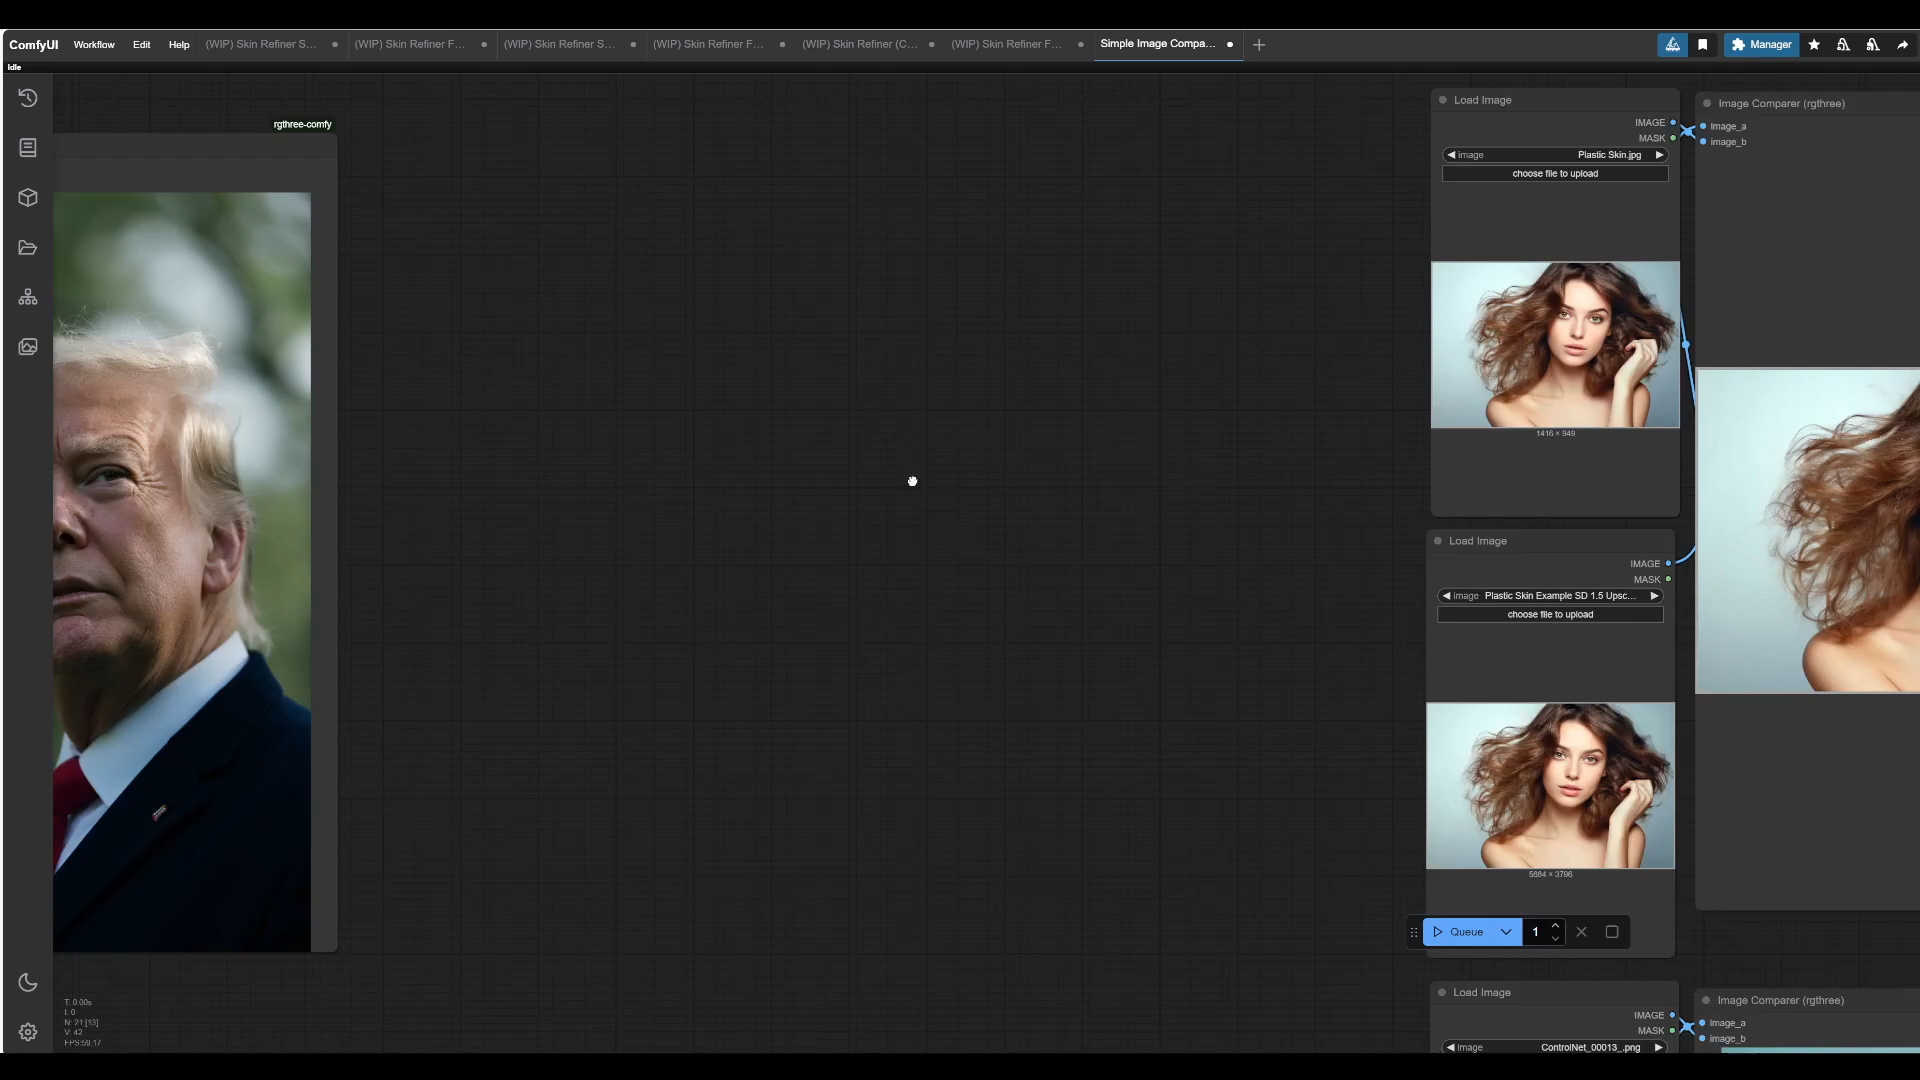 ComfyUI Workflow Edit Help (WIP) Skin Refiner S... (WIP) Skin Refiner F... (WIP) Skin Refiner S... (WIP) Skin Refiner F... (WIP) Skin Refiner (C... (WIP) Skin Refiner F... Simple Image Compa... Manager
Idle
rgthree-comfy
Load Image
IMAGE
MASK
image Plastic Skin.jpg
choose file to upload
1416 × 949
Image Comparer (rgthree)
image_a
image_b
Load Image
IMAGE
MASK
image Plastic Skin Example SD 1.5 Upsc...
choose file to upload
5664 × 3796
Queue 1
Load Image
IMAGE
MASK
image ControlNet_00013_.png
Image Comparer (rgthree)
image_a
image_b
T: 0.00s
I: 0
N: 21 [13]
V: 42
FPS:59.17